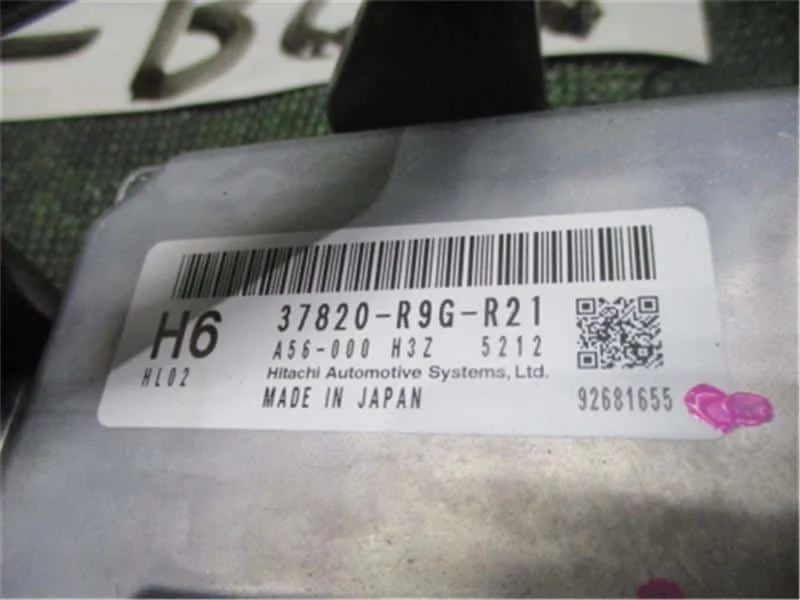 H6
37820-R9G-R21
A56-000 H3Z 5212
HL02
Hitachi Automotive Systems, Ltd.
MADE IN JAPAN
92681655